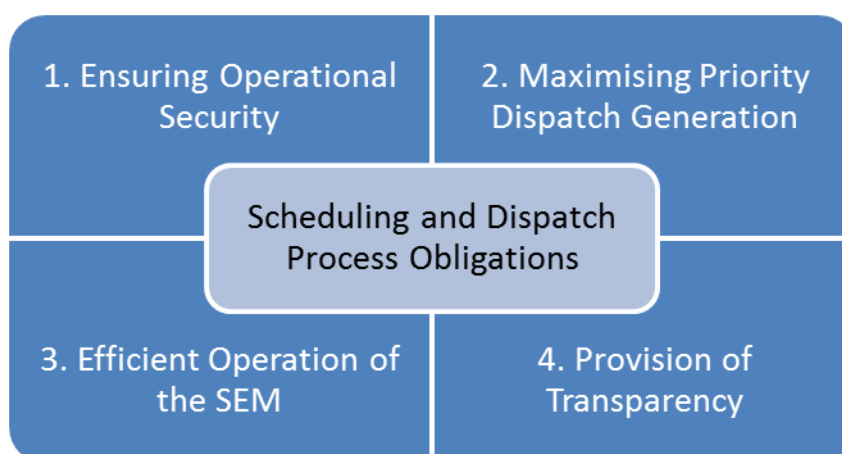 1. Ensuring Operational
Security
2. Maximising Priority
Dispatch Generation
Scheduling and Dispatch
Process Obligations
3. Efficient Operation of
the SEM
4. Provision of
Transparency